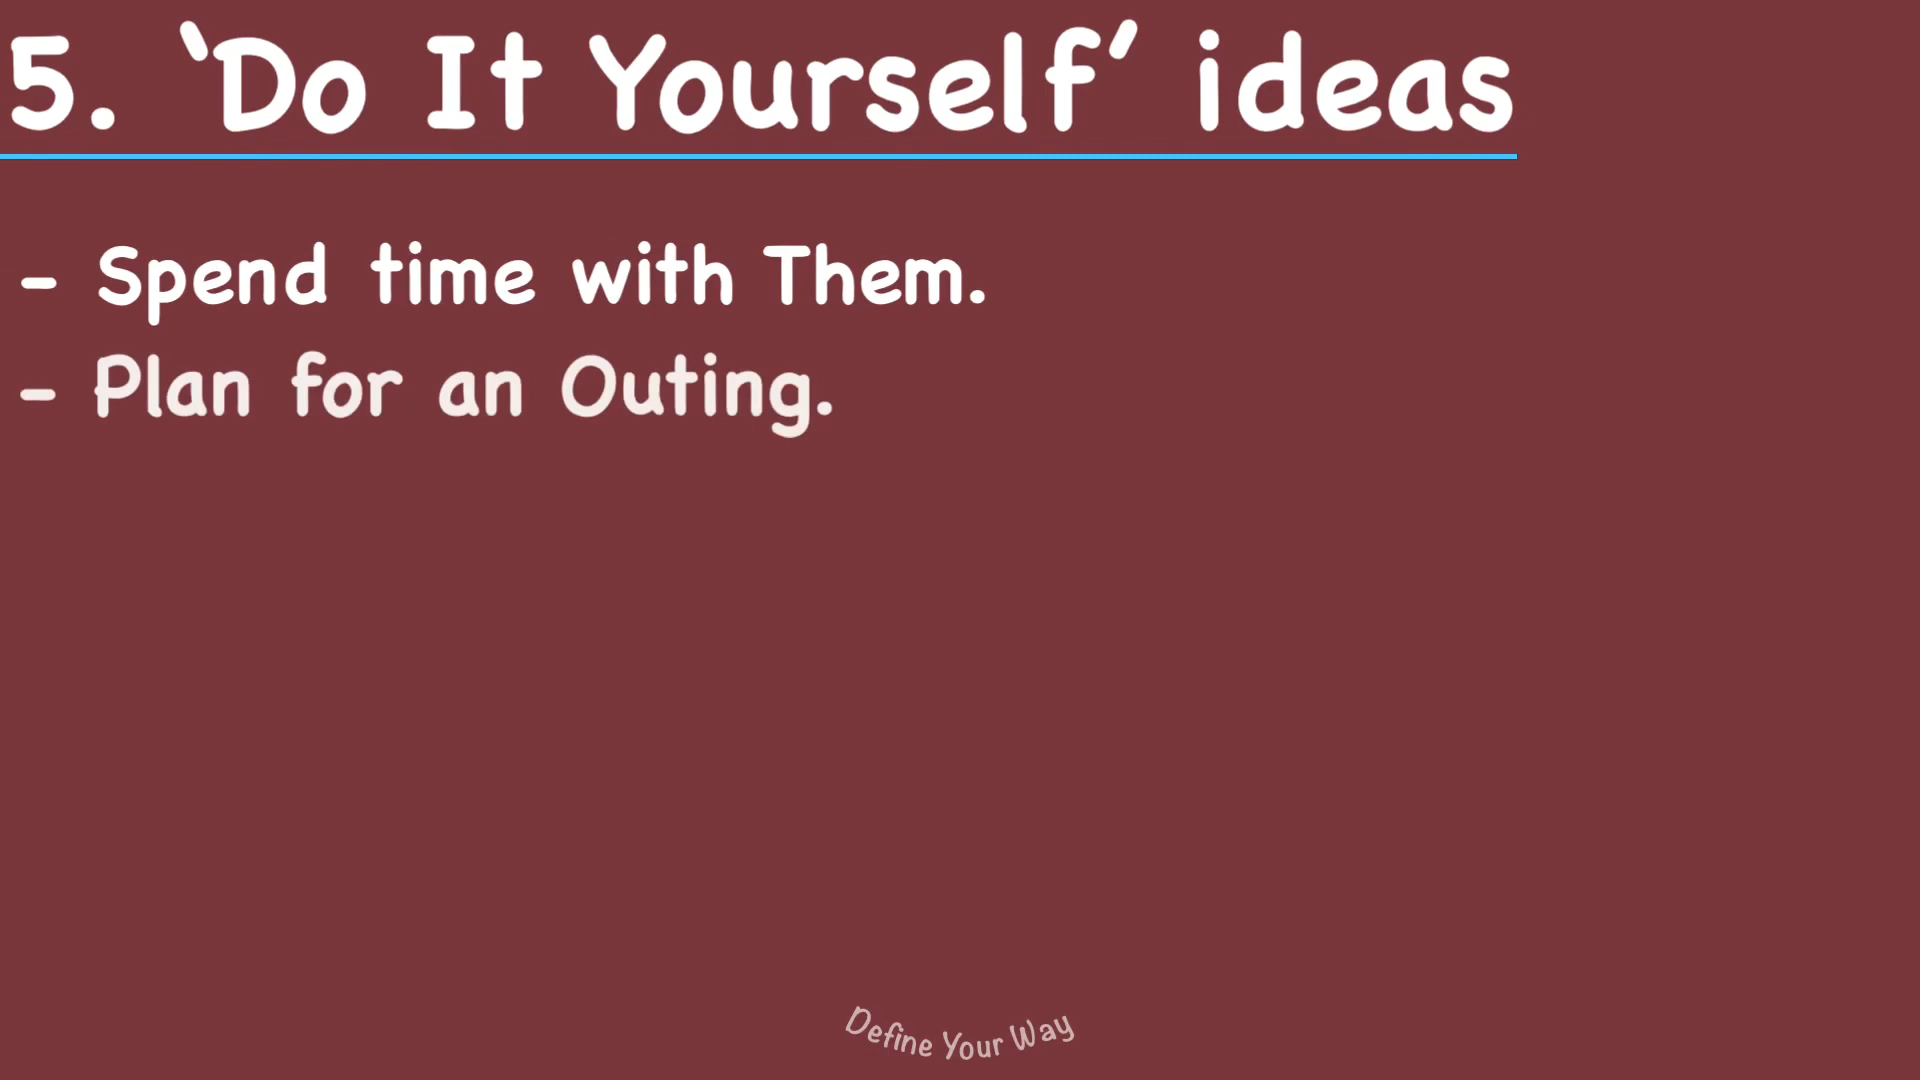 5. ‘Do It Yourself’ ideas
- Spend time with Them.
- Plan for an Outing.
Define Your Way